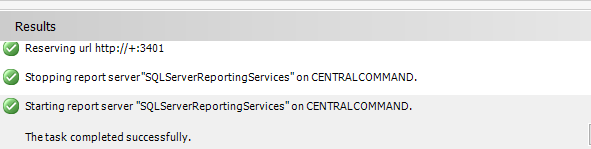 Results
Reserving url http://+:3401
Stopping report server"SQLServerReportingServices" on CENTRALCOMMAND.
Starting report server "SQLServerReportingServices" on CENTRALCOMMAND.
The task completed successfully.